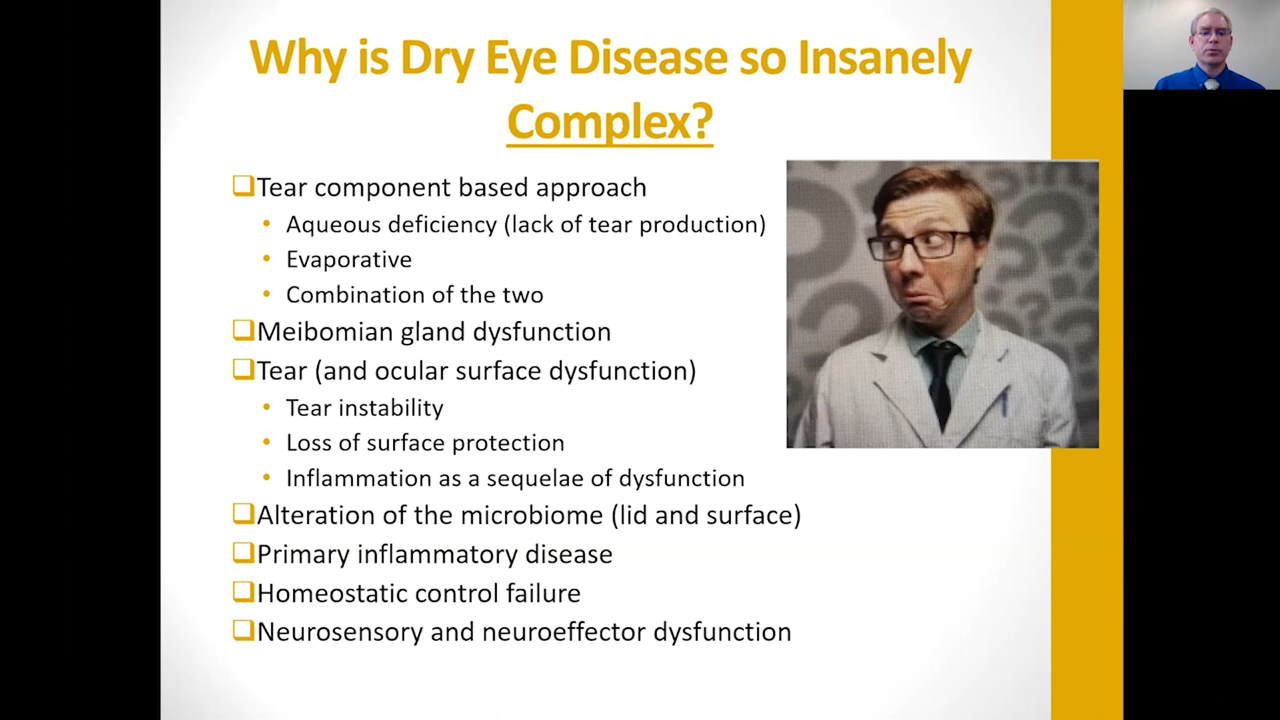 Why is Dry Eye Disease so Insanely
Complex?
Tear component based approach
Aqueous deficiency (lack of tear production)
Evaporative
Combination of the two
Meibomian gland dysfunction
Tear (and ocular surface dysfunction)
Tear instability
Loss of surface protection
Inflammation as a sequelae of dysfunction
Alteration of the microbiome (lid and surface)
Primary inflammatory disease
Homeostatic control failure
Neurosensory and neuroeffector dysfunction